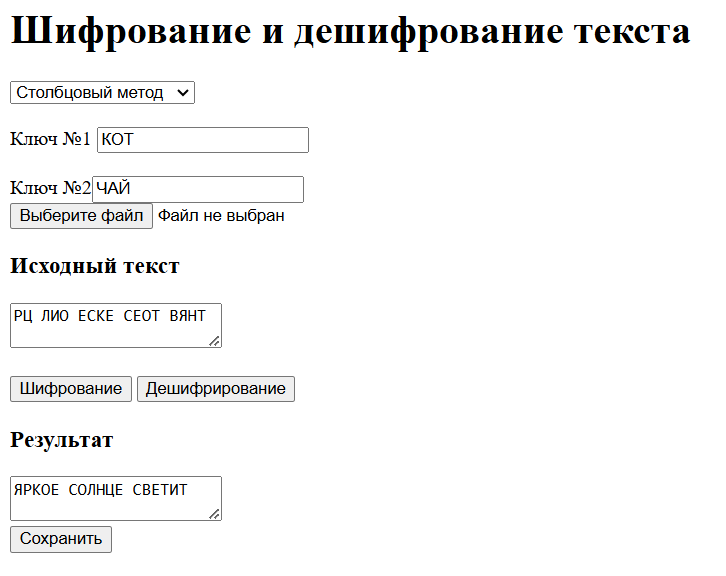 Шифрование и дешифрование текста
Столбцовый метод
Ключ №1 КОТ
Ключ №2 ЧАЙ
Выберите файл Файл не выбран
Исходный текст
РЦ ЛИО ЕСКЕ СЕОТ ВЯНТ
Шифрование Дешифрирование
Результат
ЯРКОЕ СОЛНЦЕ СВЕТИТ
Сохранить